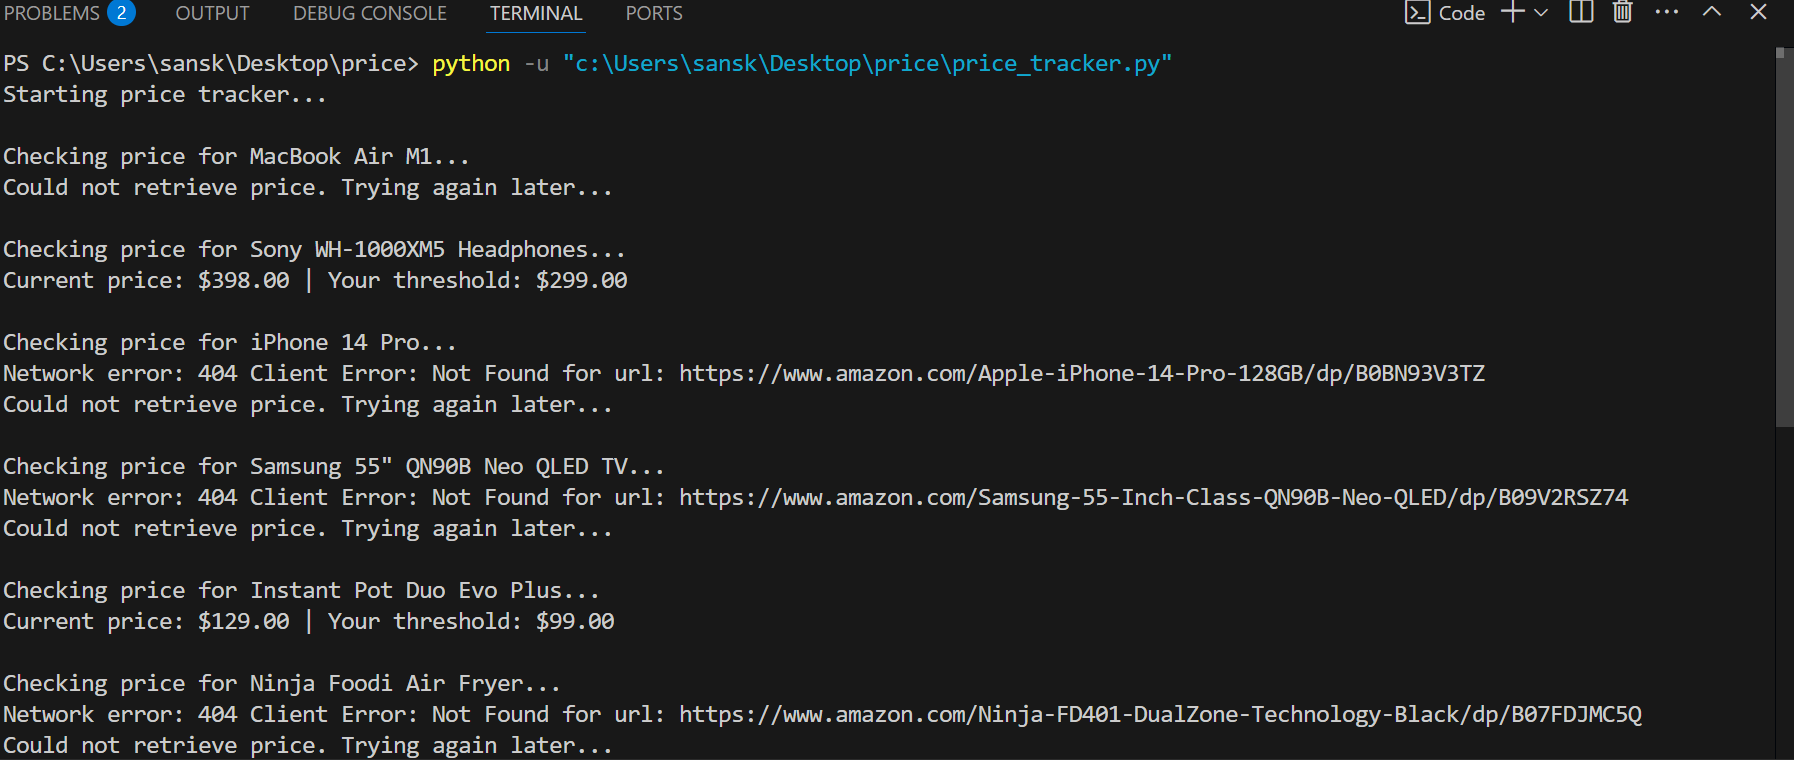 PROBLEMS 2 OUTPUT DEBUG CONSOLE TERMINAL PORTS Code
PS C:\Users\sansk\Desktop\price> python -u "c:\Users\sansk\Desktop\price\price_tracker.py"
Starting price tracker...
Checking price for MacBook Air M1...
Could not retrieve price. Trying again later...
Checking price for Sony WH-1000XM5 Headphones...
Current price: $398.00 | Your threshold: $299.00
Checking price for iPhone 14 Pro...
Network error: 404 Client Error: Not Found for url: https://www.amazon.com/Apple-iPhone-14-Pro-128GB/dp/B0BN93V3TZ
Could not retrieve price. Trying again later...
Checking price for Samsung 55" QN90B Neo QLED TV...
Network error: 404 Client Error: Not Found for url: https://www.amazon.com/Samsung-55-Inch-Class-QN90B-Neo-QLED/dp/B09V2RSZ74
Could not retrieve price. Trying again later...
Checking price for Instant Pot Duo Evo Plus...
Current price: $129.00 | Your threshold: $99.00
Checking price for Ninja Foodi Air Fryer...
Network error: 404 Client Error: Not Found for url: https://www.amazon.com/Ninja-FD401-DualZone-Technology-Black/dp/B07FDJMC5Q
Could not retrieve price. Trying again later...